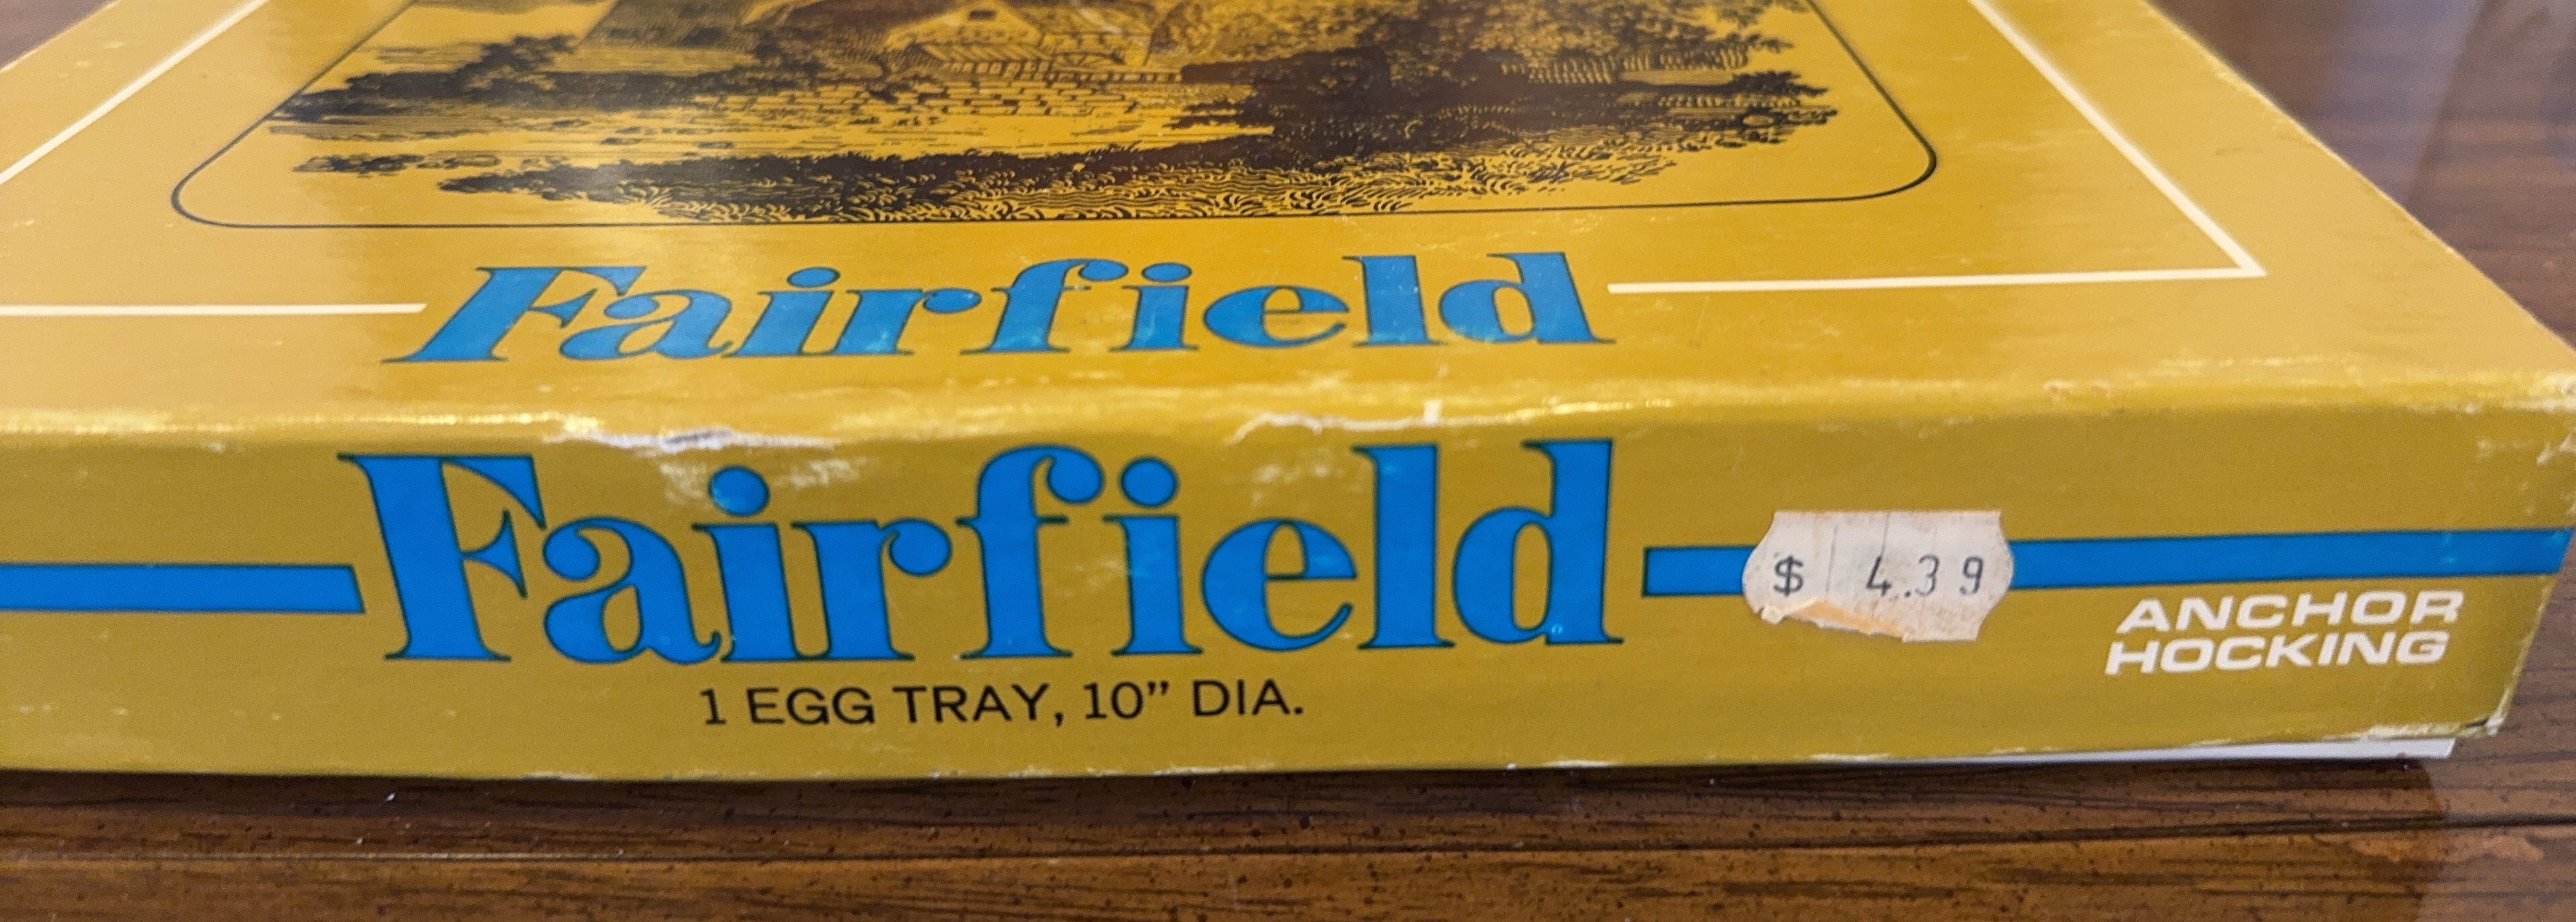 Fairfield
Fairfield
$ 4.39
ANCHOR
HOCKING
1 EGG TRAY, 10” DIA.